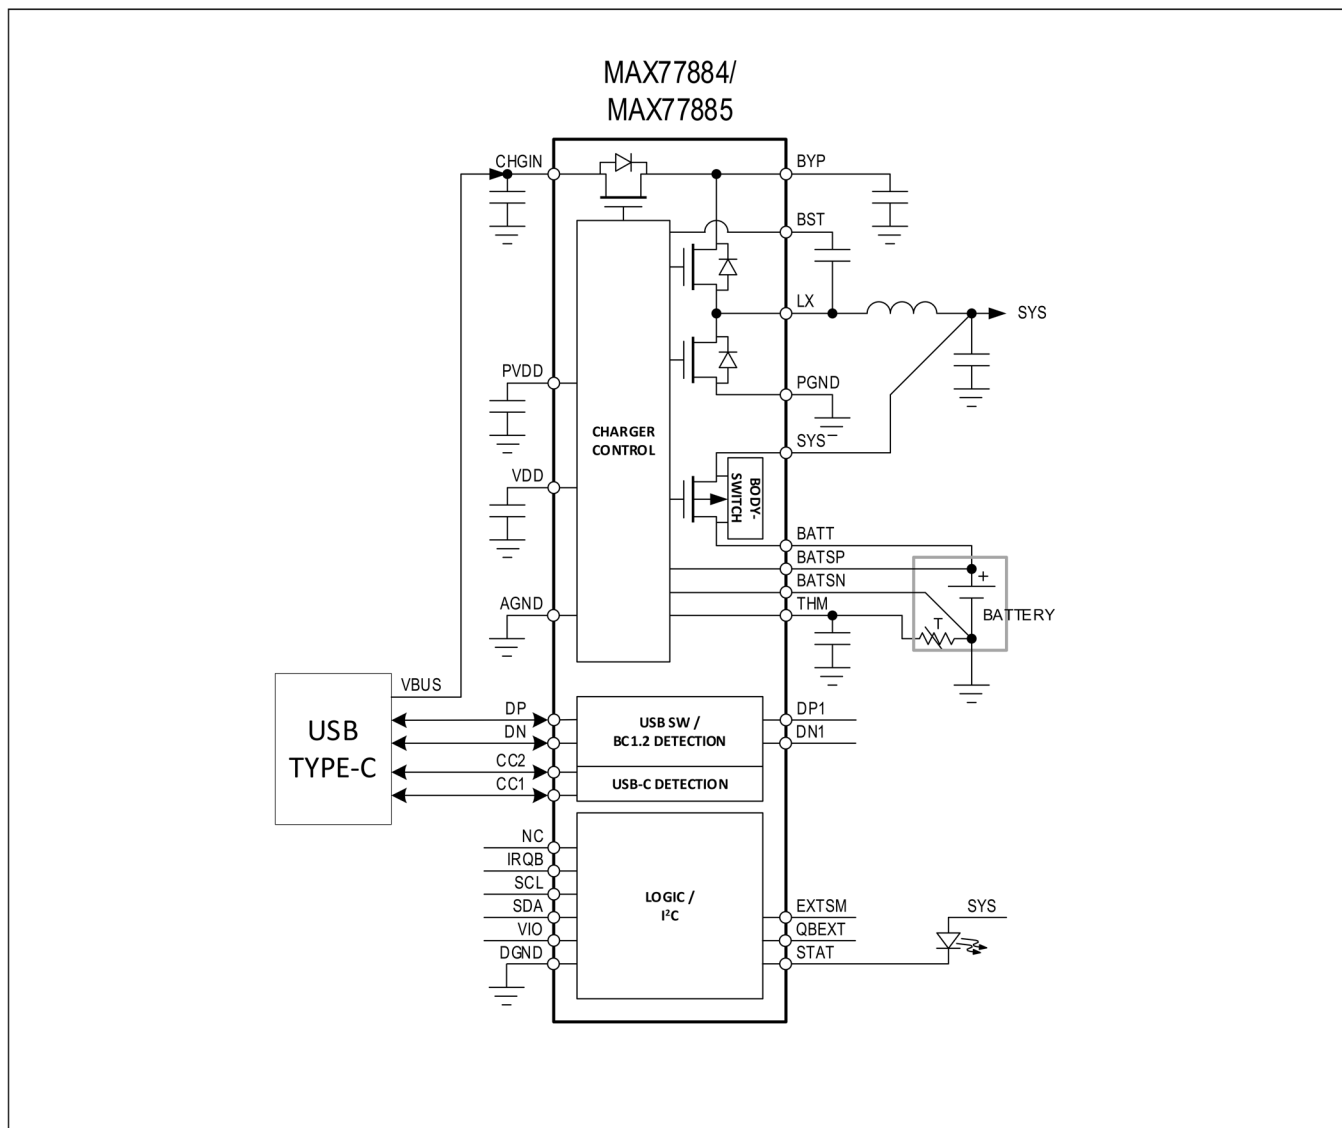 MAX77884/
MAX77885
CHGIN
BYP
BST
LX
SYS
PVDD
PGND
CHARGER
CONTROL
SYS
VDD
BODY-
SWITCH
BATT
BATSP
BATSN
+
AGND
THM
T
BATTERY
VBUS
USB
TYPE-C
DP
DN
CC2
CC1
USB SW /
BC1.2 DETECTION
USB-C DETECTION
DP1
DN1
NC
IRQB
SCL
SDA
VIO
DGND
LOGIC /
I²C
EXTSM
QBEXT
STAT
SYS